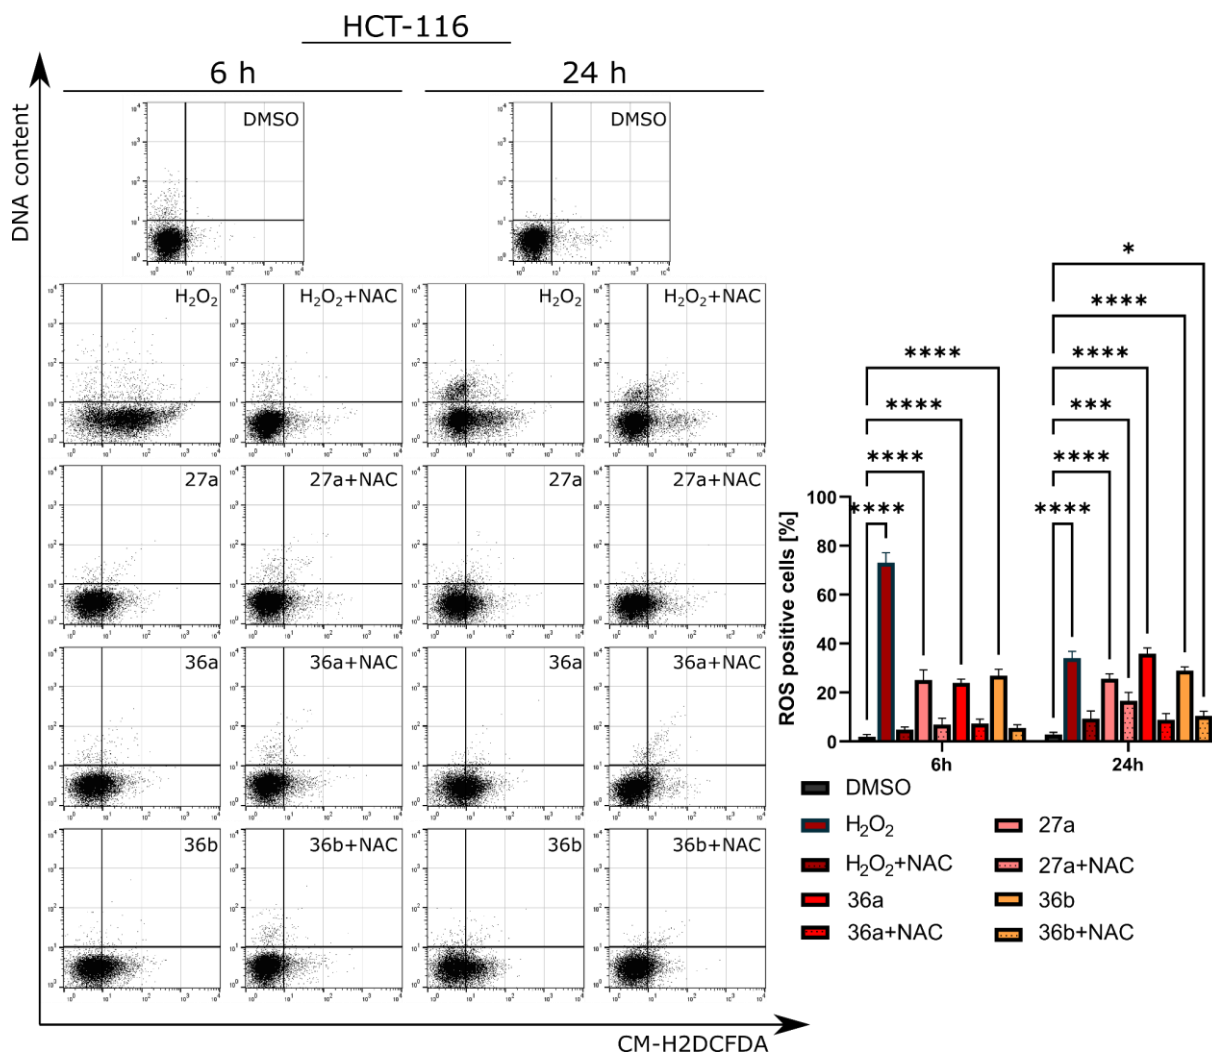 HCT-116
6 h
24 h
DNA content
DMSO
DMSO
H₂O₂
H₂O₂+NAC
H₂O₂
H₂O₂+NAC
27a
27a+NAC
27a
27a+NAC
36a
36a+NAC
36a
36a+NAC
36b
36b+NAC
36b
36b+NAC
CM-H2DCFDA
*
****
**** ****
**** ***
**** ****
**** ****
ROS positive cells [%]
100
80
60
40
20
0
6h 24h
DMSO
H₂O₂ 27a
H₂O₂+NAC 27a+NAC
36a 36b
36a+NAC 36b+NAC